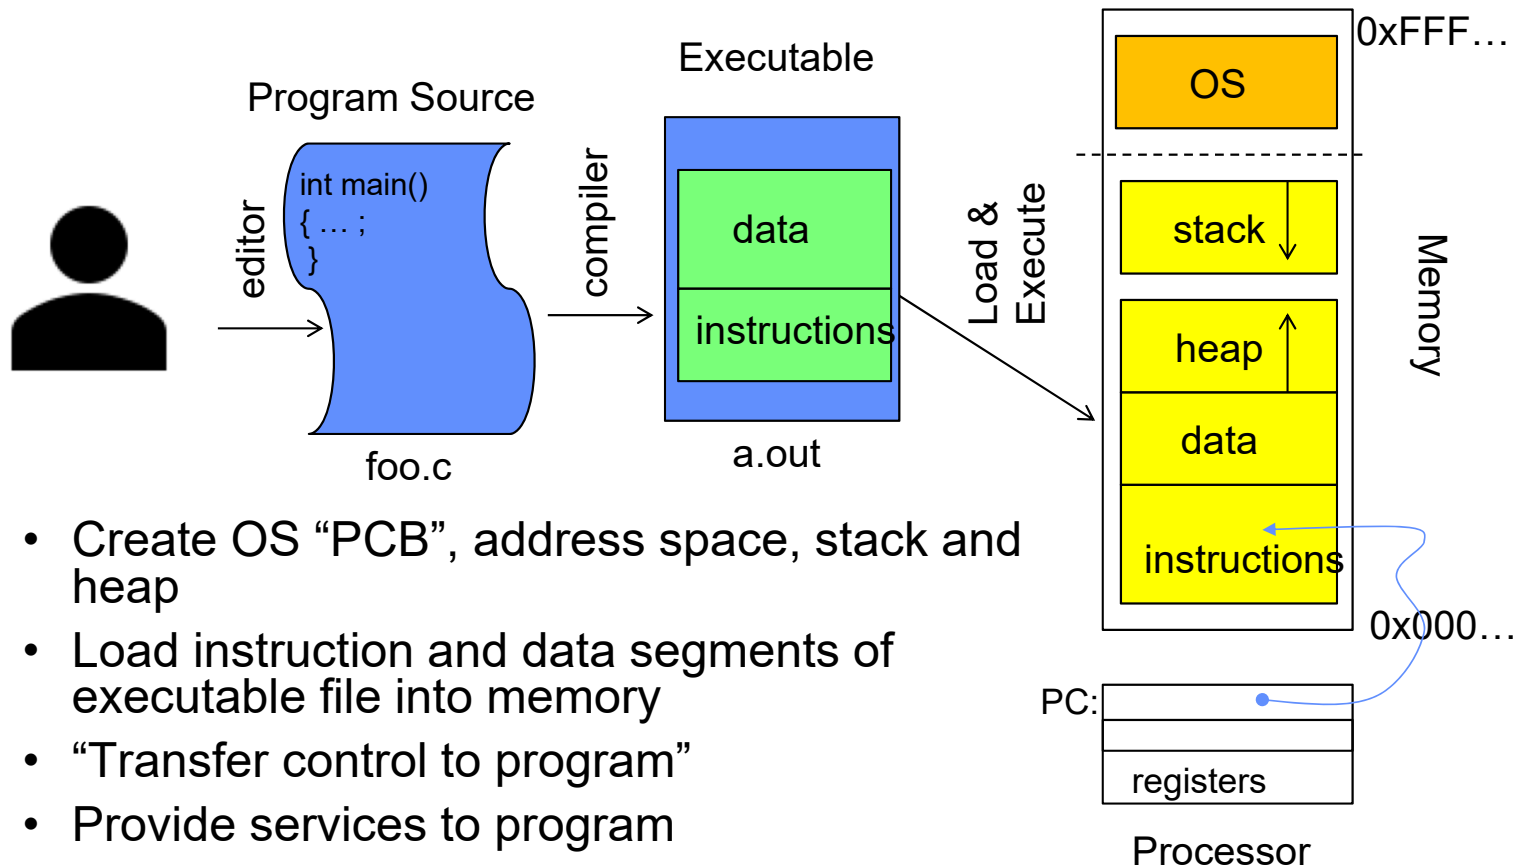 Program Source
int main()
{ … ;
}
foo.c
editor
compiler
Executable
data
instructions
a.out
Load &
Execute
0xFFF…
OS
stack
heap
data
instructions
Memory
0x000…
PC:
registers
Processor
• Create OS “PCB”, address space, stack and
heap
• Load instruction and data segments of
executable file into memory
• “Transfer control to program”
• Provide services to program